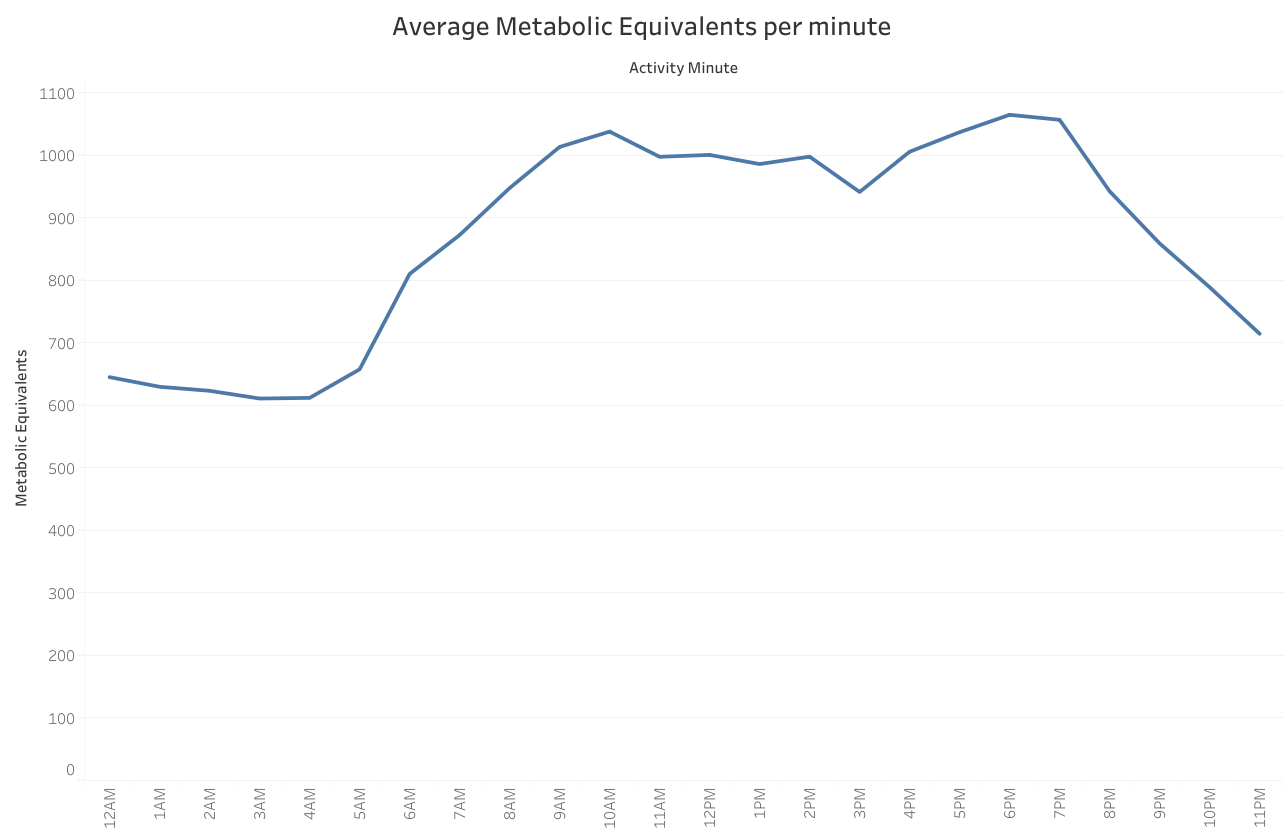 Average Metabolic Equivalents per minute
Activity Minute
1100
1000
900
800
700
600
500
400
300
200
100
0
Metabolic Equivalents
12AM
1AM
2AM
3AM
4AM
5AM
6AM
7AM
8AM
9AM
10AM
11AM
12PM
1PM
2PM
3PM
4PM
5PM
6PM
7PM
8PM
9PM
10PM
11PM